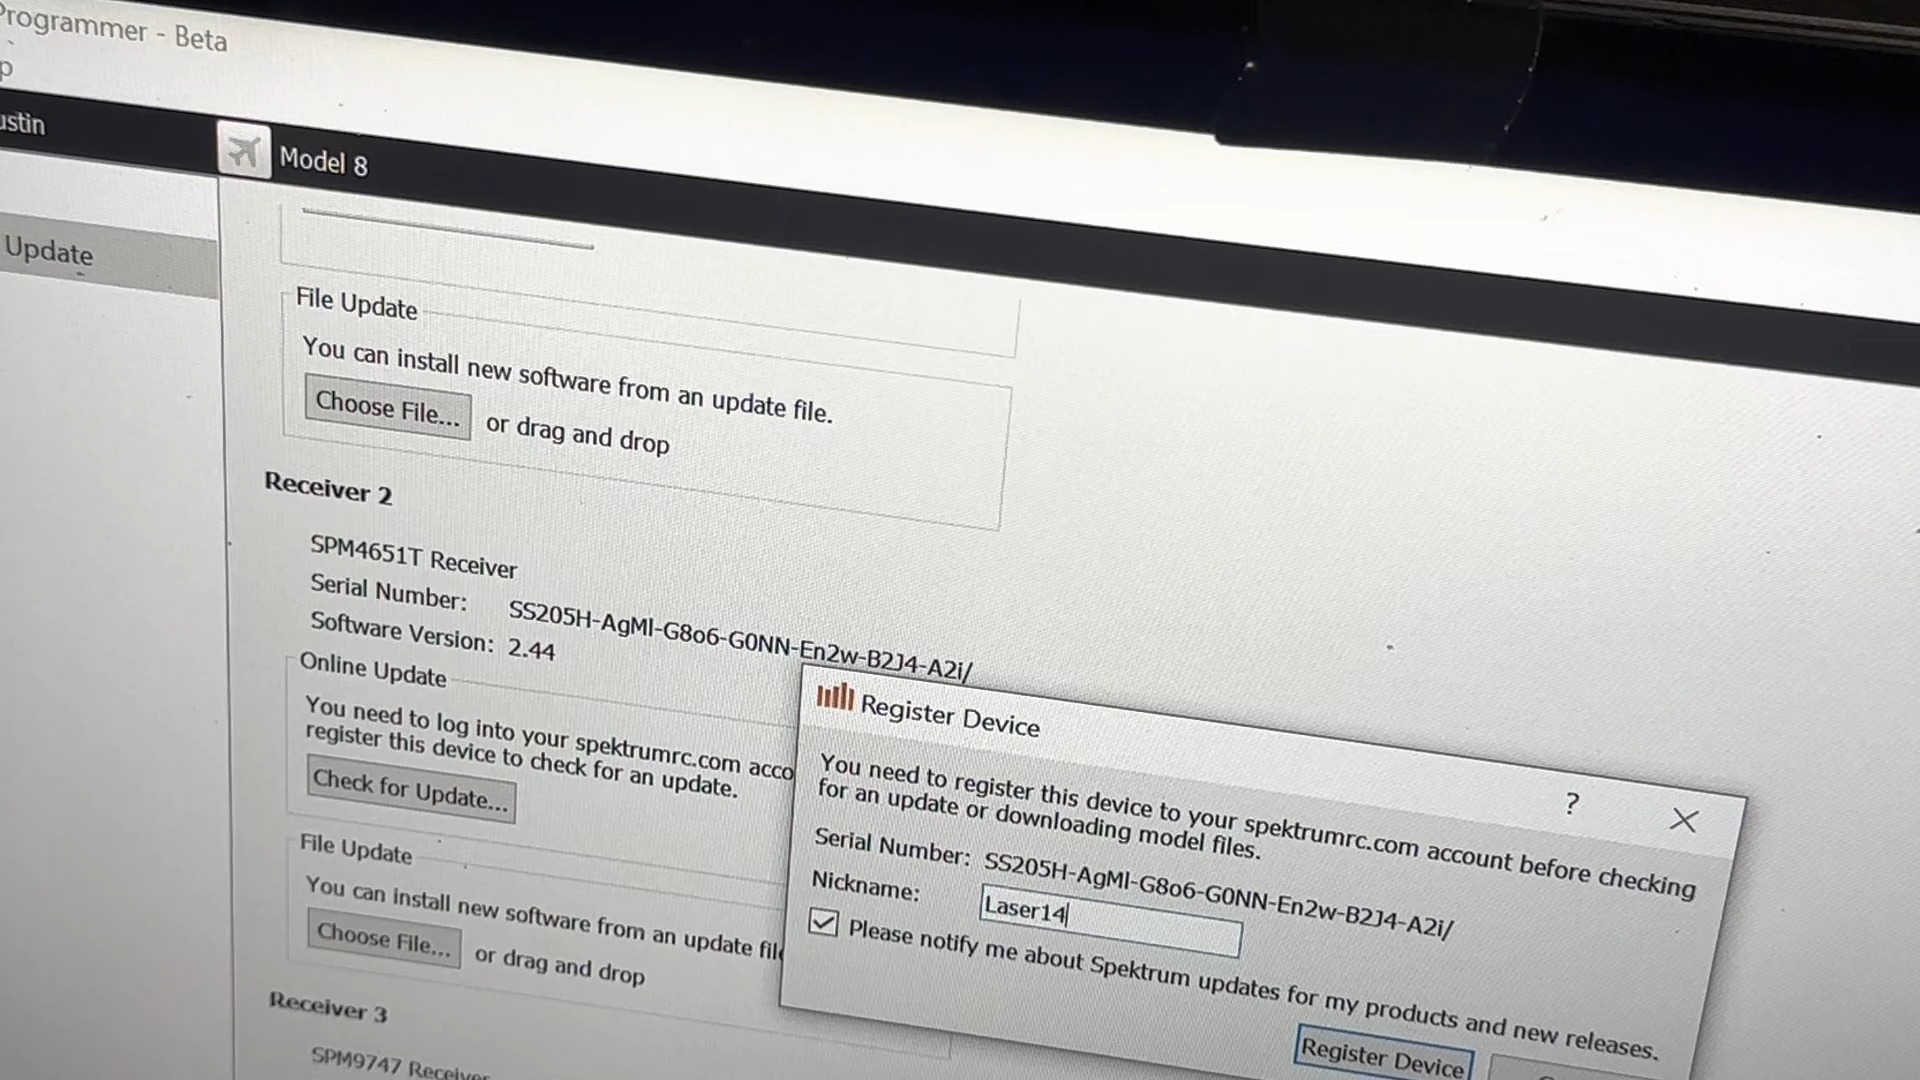 Programmer - Beta
Model 8
Update
File Update
You can install new software from an update file.
Choose File... or drag and drop
Receiver 2
SPM4651T Receiver
Serial Number: SS205H-AgMl-G8o6-G0NN-En2w-B2J4-A2i/
Software Version: 2.44
Online Update
You need to log into your spektrumrc.com acco
register this device to check for an update.
Check for Update...
File Update
You can install new software from an update file
Choose File... or drag and drop
Receiver 3
SPM9747 Receiver
Register Device
?
You need to register this device to your spektrumrc.com account before checking
for an update or downloading model files.
Serial Number: SS205H-AgMl-G8o6-G0NN-En2w-B2J4-A2i/
Nickname: Laser14
Please notify me about Spektrum updates for my products and new releases.
Register Device